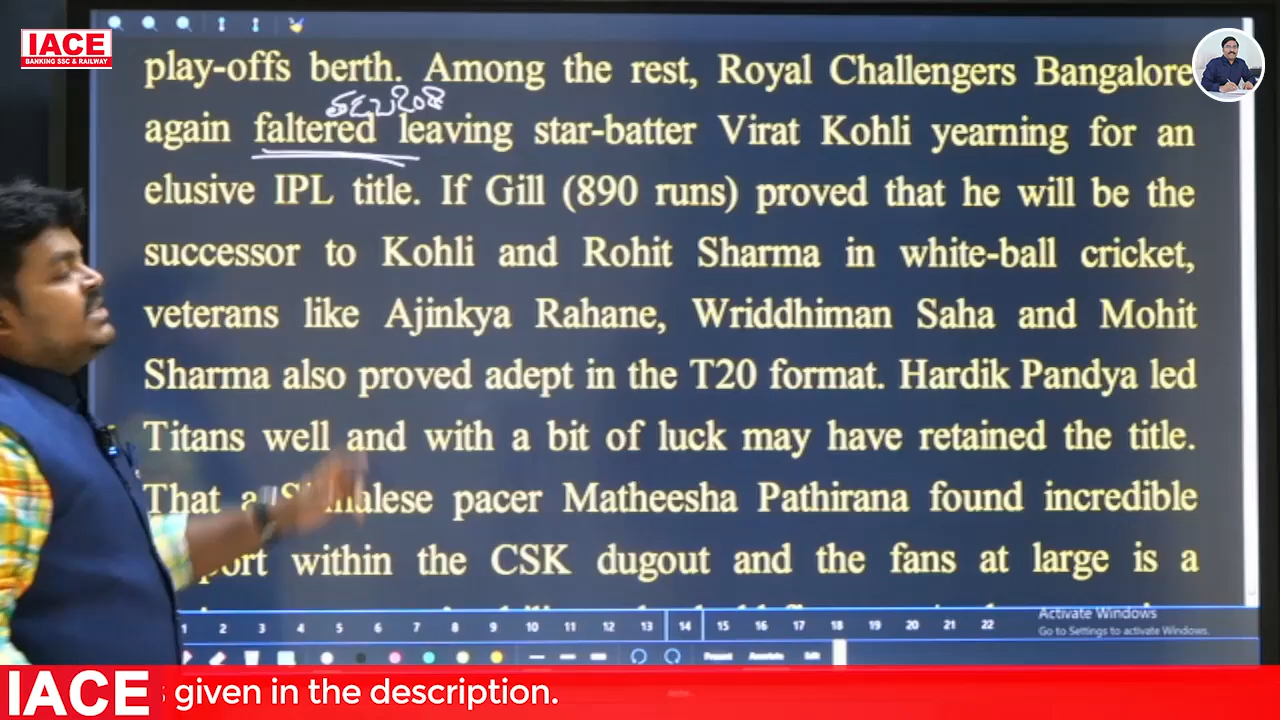 IACE
BANKING SSC & RAILWAY
play-offs berth. Among the rest, Royal Challengers Bangalore
తడబడింది
again faltered leaving star-batter Virat Kohli yearning for an
elusive IPL title. If Gill (890 runs) proved that he will be the
successor to Kohli and Rohit Sharma in white-ball cricket,
veterans like Ajinkya Rahane, Wriddhiman Saha and Mohit
Sharma also proved adept in the T20 format. Hardik Pandya led
Titans well and with a bit of luck may have retained the title.
That a pacer Matheesha Pathirana found incredible
within the CSK dugout and the fans at large is a
Activate Windows
1 2 3 4 5 6 7 8 9 10 11 12 13 14 15 16 17 18 19 20 21 22
Go to Settings to activate Windows.
Present Annotate Edit
IACE given in the description.